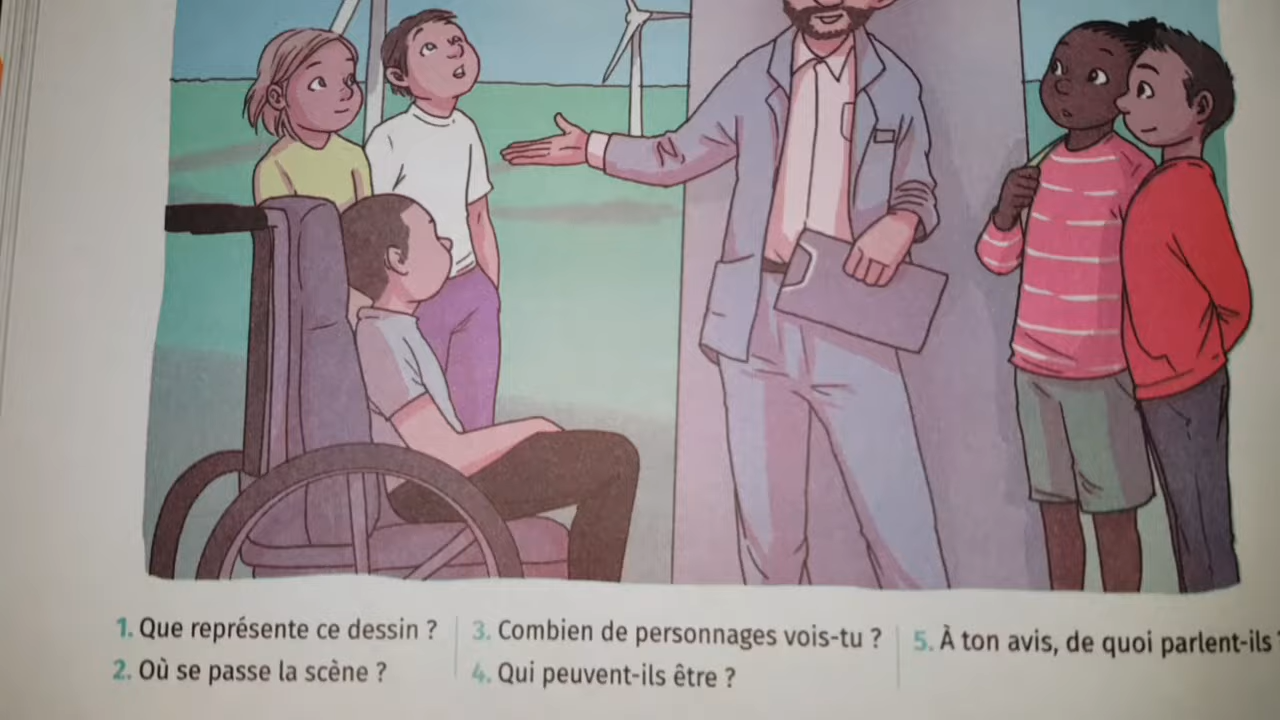 1. Que représente ce dessin ?
2. Où se passe la scène ?
3. Combien de personnages vois-tu ?
4. Qui peuvent-ils être ?
5. À ton avis, de quoi parlent-ils ?